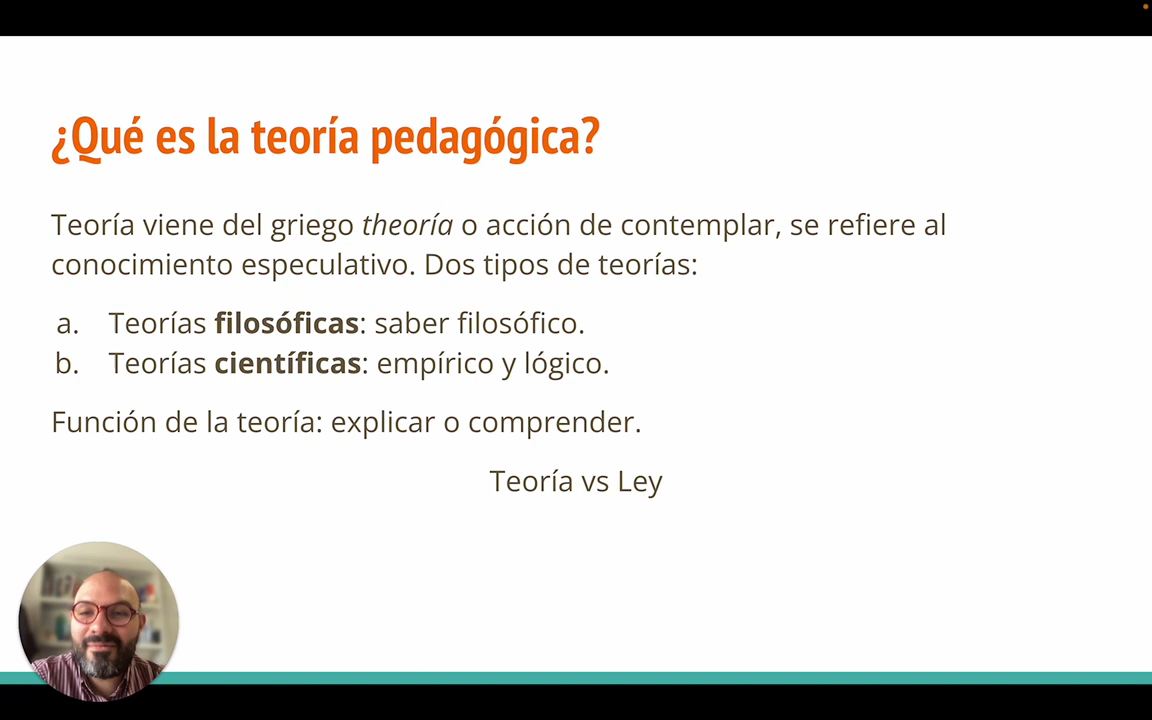 ¿Qué es la teoría pedagógica?
Teoría viene del griego theoría o acción de contemplar, se refiere al
conocimiento especulativo. Dos tipos de teorías:
a. Teorías filosóficas: saber filosófico.
b. Teorías científicas: empírico y lógico.
Función de la teoría: explicar o comprender.
Teoría vs Ley